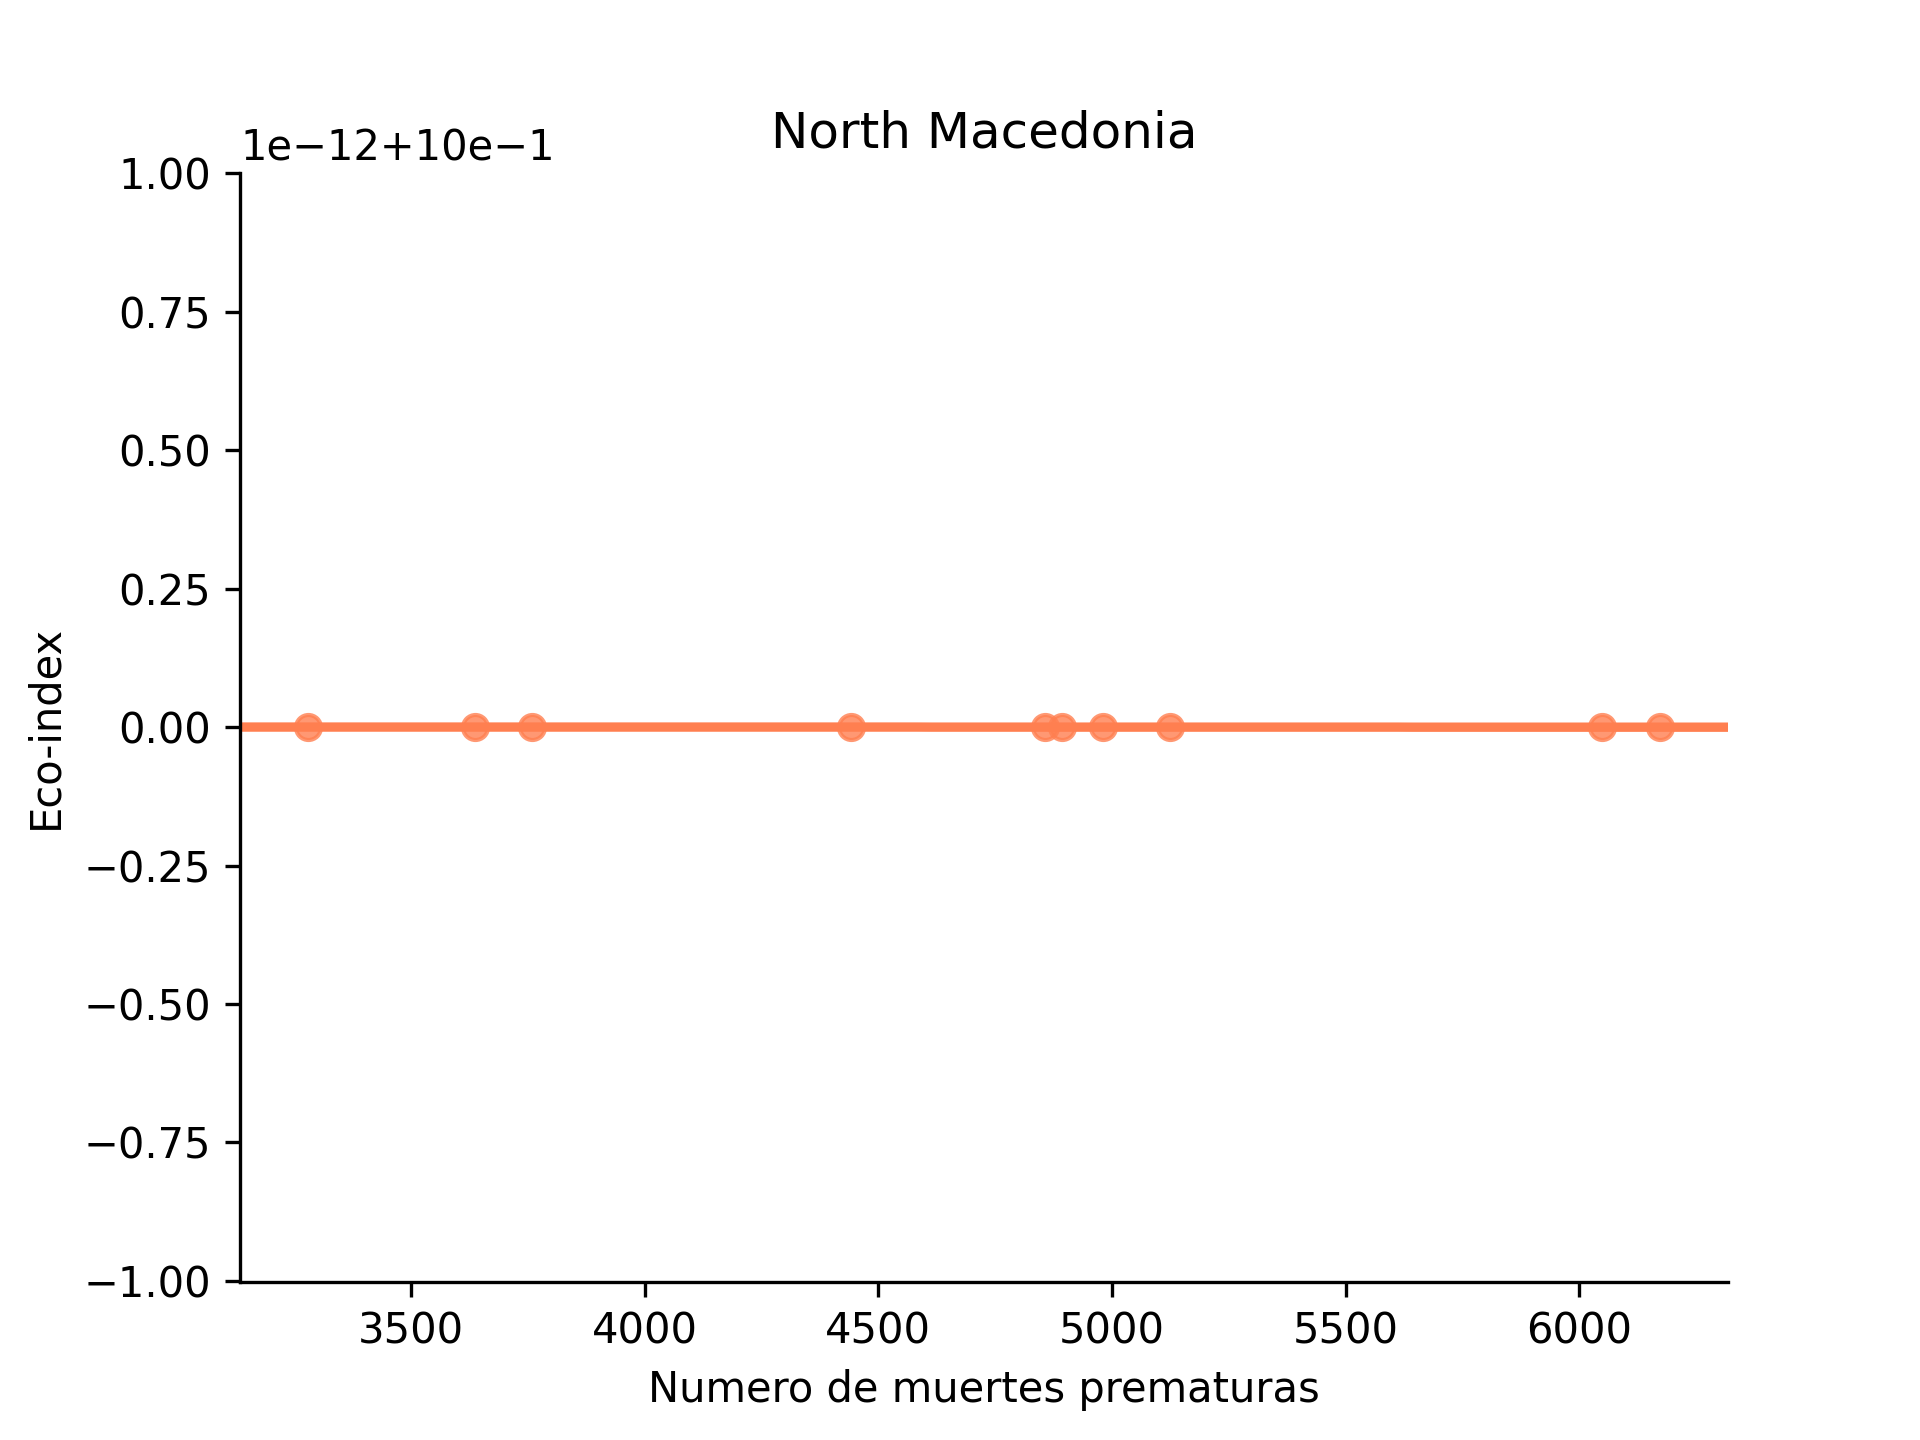 North Macedonia
1e−12+10e−1
1.00
0.75
0.50
0.25
0.00
−0.25
−0.50
−0.75
−1.00
Eco-index
3500 4000 4500 5000 5500 6000
Numero de muertes prematuras